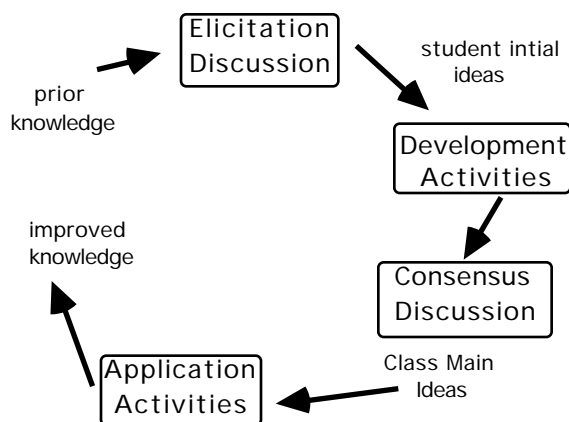 Elicitation
Discussion
student intial
ideas
prior
knowledge
Development
Activities
improved
knowledge
Consensus
Discussion
Class Main
Ideas
Application
Activities